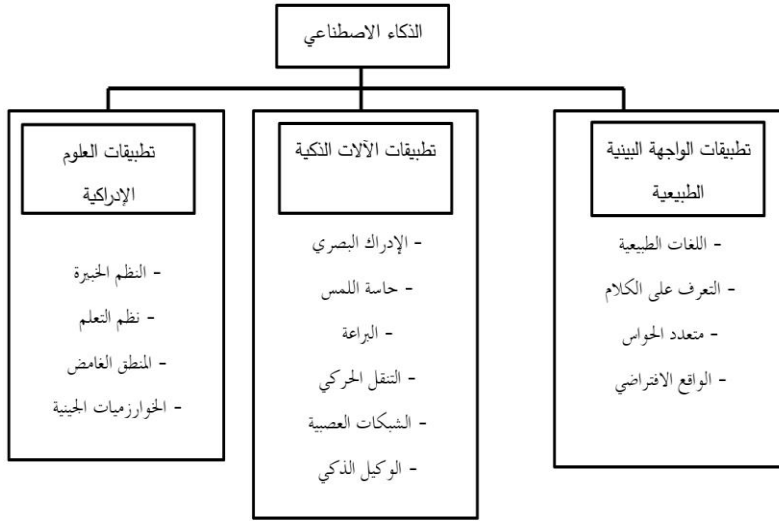 الذكاء الاصطناعي
تطبيقات الواجهة البينية
الطبيعية
- اللغات الطبيعية
- التعرف على الكلام
- متعدد الحواس
- الواقع الافتراضي
تطبيقات الآلات الذكية
- الإدراك البصري
- حاسة اللمس
- البراعة
- التنقل الحركي
- الشبكات العصبية
- الوكيل الذكي
تطبيقات العلوم
الإدراكية
- النظم الخبيرة
- نظم التعلم
- المنطق الغامض
- الخوارزميات الجينية